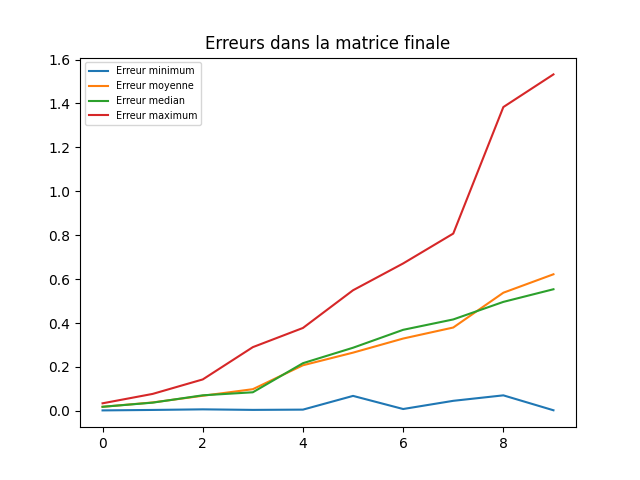 Erreurs dans la matrice finale
Erreur minimum
Erreur moyenne
Erreur median
Erreur maximum
1.6
1.4
1.2
1.0
0.8
0.6
0.4
0.2
0.0
0 2 4 6 8